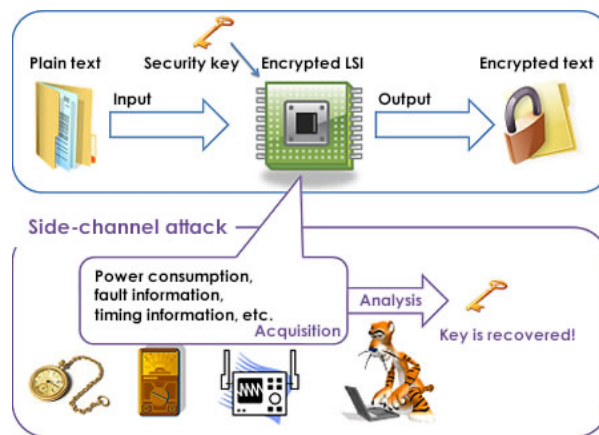 Plain text
Security key
Encrypted LSI
Encrypted text
Input
Output
Side-channel attack
Power consumption,
fault information,
timing information, etc.
Acquisition
Analysis
Key is recovered!